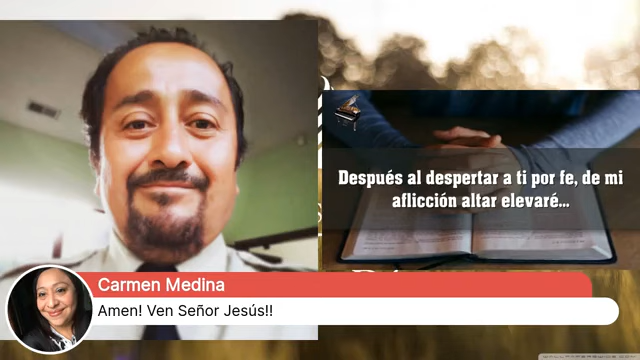 Después al despertar a ti por fe, de mi
aflicción altar elevaré...
Carmen Medina
Amen! Ven Señor Jesús!!